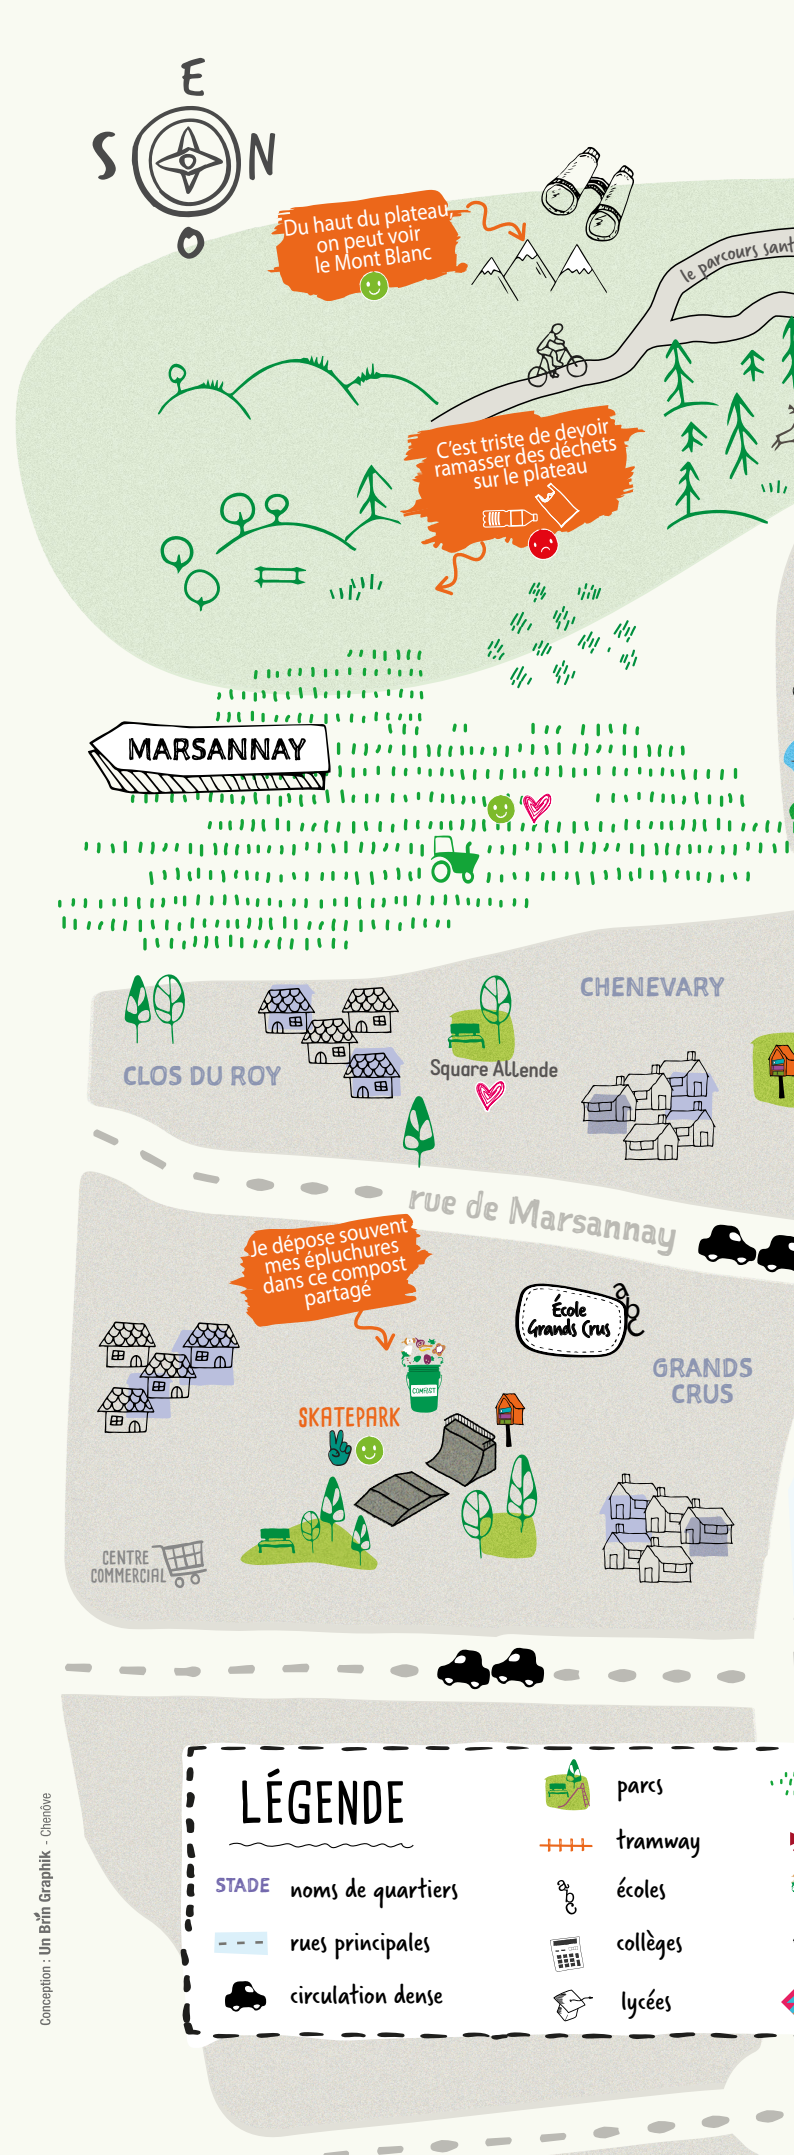 E
S
N
O
Du haut du plateau
on peut voir
le Mont Blanc
le parcours
C'est triste de devoir
ramasser des déchets
sur le plateau
MARSANNAY
CHENEVARY
CLOS DU ROY
Square Allende
rue de Marsannay
Je dépose souvent
mes épluchures
dans ce compost
partagé
abc
École
Grands Crus
GRANDS
CRUS
COMPOST
SKATEPARK
CENTRE
COMMERCIAL
LÉGENDE
parcs
tramway
STADE
noms de quartiers
abc
écoles
rues principales
collèges
circulation dense
lycées
Conception : Un Brin Graphik - Chenôve